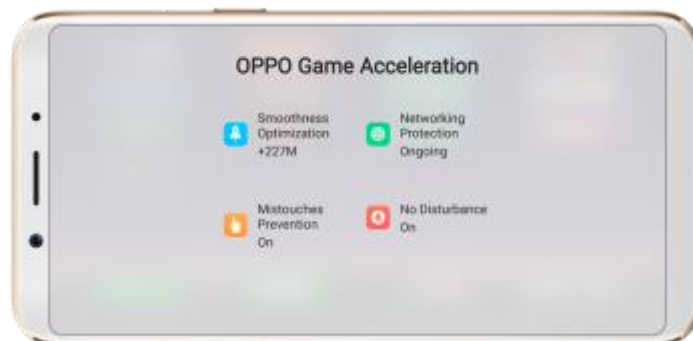 OPPO Game Acceleration
Smoothness
Optimization
+227M
Networking
Protection
Ongoing
Mistouches
Prevention
On
No Disturbance
On